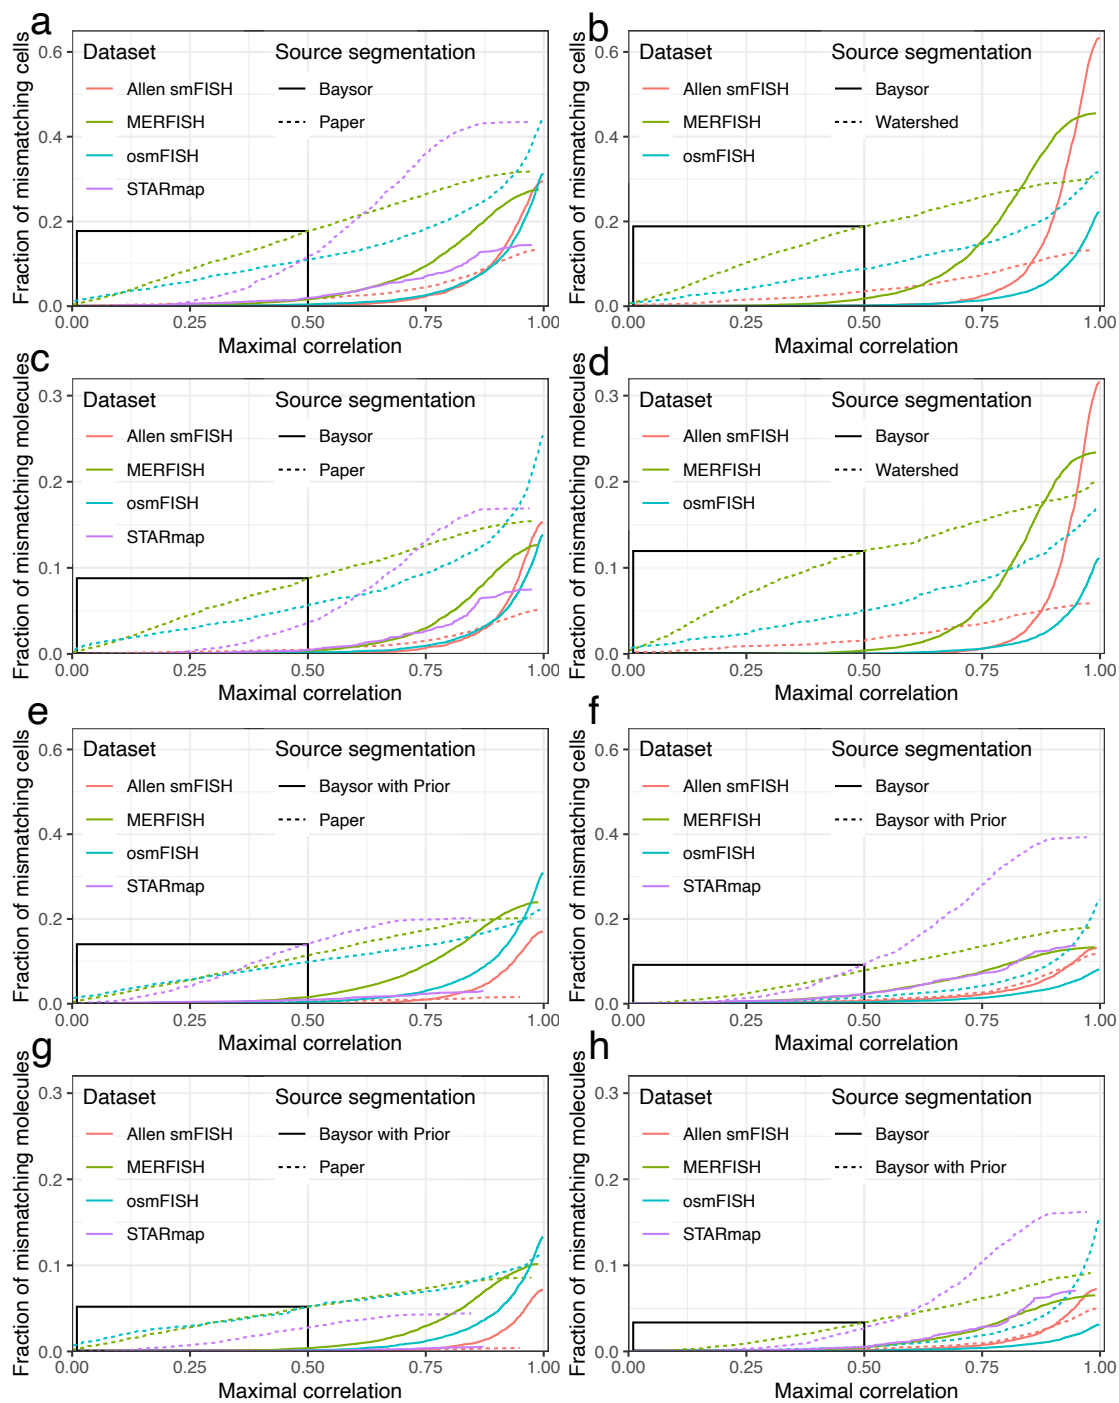 a
Fraction of mismatching cells
0.6
0.4
0.2
0.0
Dataset
Source segmentation
Allen smFISH
Baysor
MERFISH
Paper
osmFISH
STARmap
0.00 0.25 0.50 0.75 1.00
Maximal correlation
b
Fraction of mismatching cells
0.6
0.4
0.2
0.0
Dataset
Source segmentation
Allen smFISH
Baysor
MERFISH
Watershed
osmFISH
0.00 0.25 0.50 0.75 1.00
Maximal correlation
c
Fraction of mismatching molecules
0.3
0.2
0.1
0.0
Dataset
Source segmentation
Allen smFISH
Baysor
MERFISH
Paper
osmFISH
STARmap
0.00 0.25 0.50 0.75 1.00
Maximal correlation
d
Fraction of mismatching molecules
0.3
0.2
0.1
0.0
Dataset
Source segmentation
Allen smFISH
Baysor
MERFISH
Watershed
osmFISH
0.00 0.25 0.50 0.75 1.00
Maximal correlation
e
Fraction of mismatching cells
0.6
0.4
0.2
0.0
Dataset
Source segmentation
Allen smFISH
Baysor with Prior
MERFISH
Paper
osmFISH
STARmap
0.00 0.25 0.50 0.75 1.00
Maximal correlation
f
Fraction of mismatching cells
0.6
0.4
0.2
0.0
Dataset
Source segmentation
Allen smFISH
Baysor
MERFISH
Baysor with Prior
osmFISH
STARmap
0.00 0.25 0.50 0.75 1.00
Maximal correlation
g
Fraction of mismatching molecules
0.3
0.2
0.1
0.0
Dataset
Source segmentation
Allen smFISH
Baysor with Prior
MERFISH
Paper
osmFISH
STARmap
0.00 0.25 0.50 0.75 1.00
Maximal correlation
h
Fraction of mismatching molecules
0.3
0.2
0.1
0.0
Dataset
Source segmentation
Allen smFISH
Baysor
MERFISH
Baysor with Prior
osmFISH
STARmap
0.00 0.25 0.50 0.75 1.00
Maximal correlation